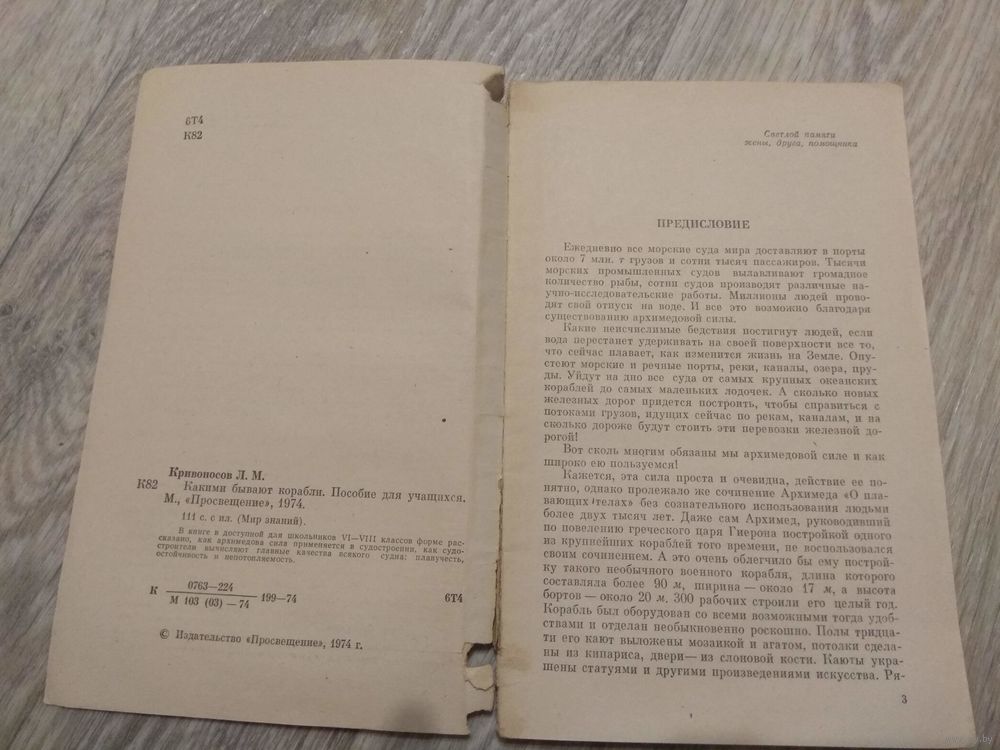 6Т4
К82
Кривоносов Л. М.
К82 Какими бывают корабли. Пособие для учащихся.
М., «Просвещение», 1974.
111 с. с ил. (Мир знаний).
В книге в доступной для школьников VI—VIII классов форме рас-
сказано, как архимедова сила применяется в судостроении, как судо-
строители вычисляют главные качества всякого судна: плавучесть,
остойчивость и непотопляемость.
К 0763—224
М 103 (03) — 74 199—74 6Т4
© Издательство «Просвещение», 1974 г.
Светлой памяти
жены, друга, помощника
ПРЕДИСЛОВИЕ
Ежедневно все морские суда мира доставляют в порты
около 7 млн. т грузов и сотни тысяч пассажиров. Тысячи
морских промышленных судов вылавливают громадное
количество рыбы, сотни судов производят различные на-
учно-исследовательские работы. Миллионы людей прово-
дят свой отпуск на воде. И все это возможно благодаря
существованию архимедовой силы.
Какие неисчислимые бедствия постигнут людей, если
вода перестанет удерживать на своей поверхности все то,
что сейчас плавает, как изменится жизнь на Земле. Опу-
стеют морские и речные порты, реки, каналы, озера, пру-
ды. Уйдут на дно все суда от самых крупных океанских
кораблей до самых маленьких лодочек. А сколько новых
железных дорог придется построить, чтобы справиться с
потоками грузов, идущих сейчас по рекам, каналам, и на
сколько дороже будут стоить эти перевозки железной до-
рогой!
Вот сколь многим обязаны мы архимедовой силе и как
широко ею пользуемся!
Кажется, эта сила проста и очевидна, действие ее по-
нятно, однако пролежало же сочинение Архимеда «О пла-
вающих телах» без сознательного использования людьми
более двух тысяч лет. Даже сам Архимед, руководивший
по повелению греческого царя Гиерона постройкой одного
из крупнейших кораблей того времени, не воспользовался
своим сочинением. А это очень облегчило бы ему построй-
ку такого необычного военного корабля, длина которого
составляла более 90 м, ширина — около 17 м, а высота
бортов — около 20 м. 300 рабочих строили его целый год.
Корабль был оборудован со всеми возможными тогда удоб-
ствами и отделан необыкновенно роскошно. Полы тридца-
ти его кают выложены мозаикой и агатом, потолки сдела-
ны из кипариса, двери — из слоновой кости. Каюты укра-
шены статуями и другими произведениями искусства. Ря-
3